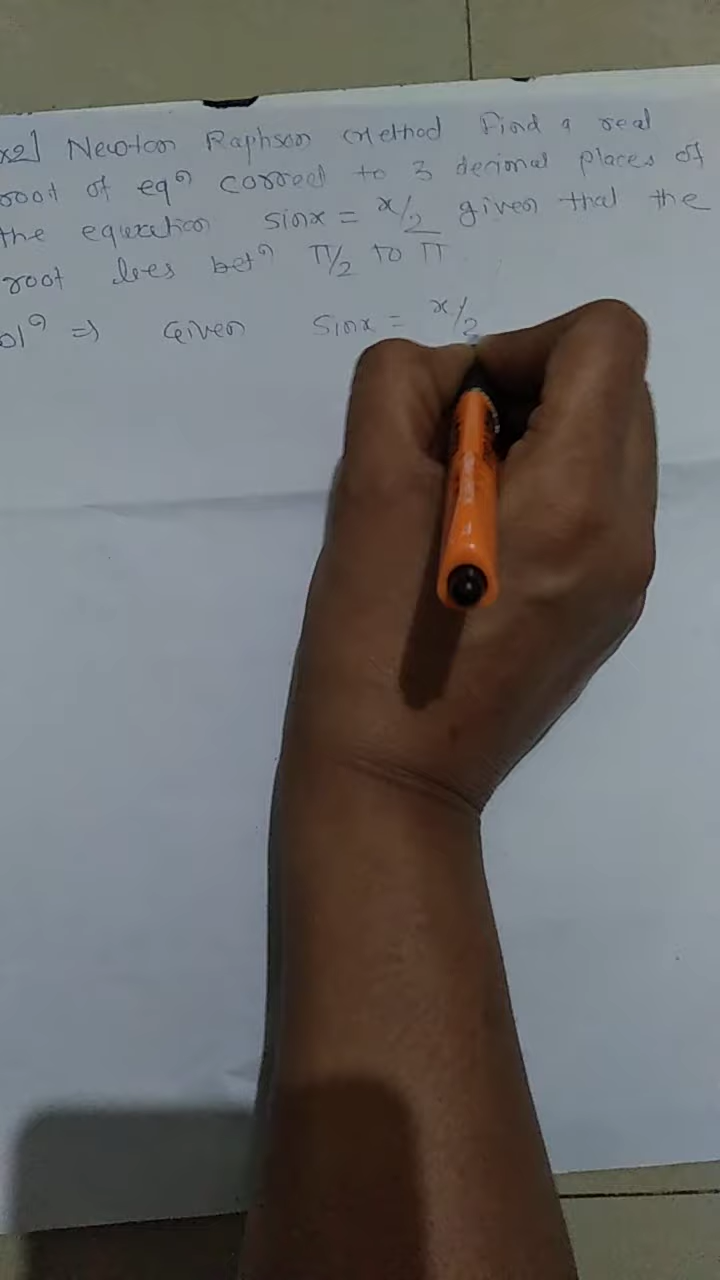 x2] Newton Raphson method Find a real
root of eqn correct to 3 decimal places of
the equation sinx = x/2 given that the
root lies betn π/2 to π
oln ⇒ Given sinx = x/2